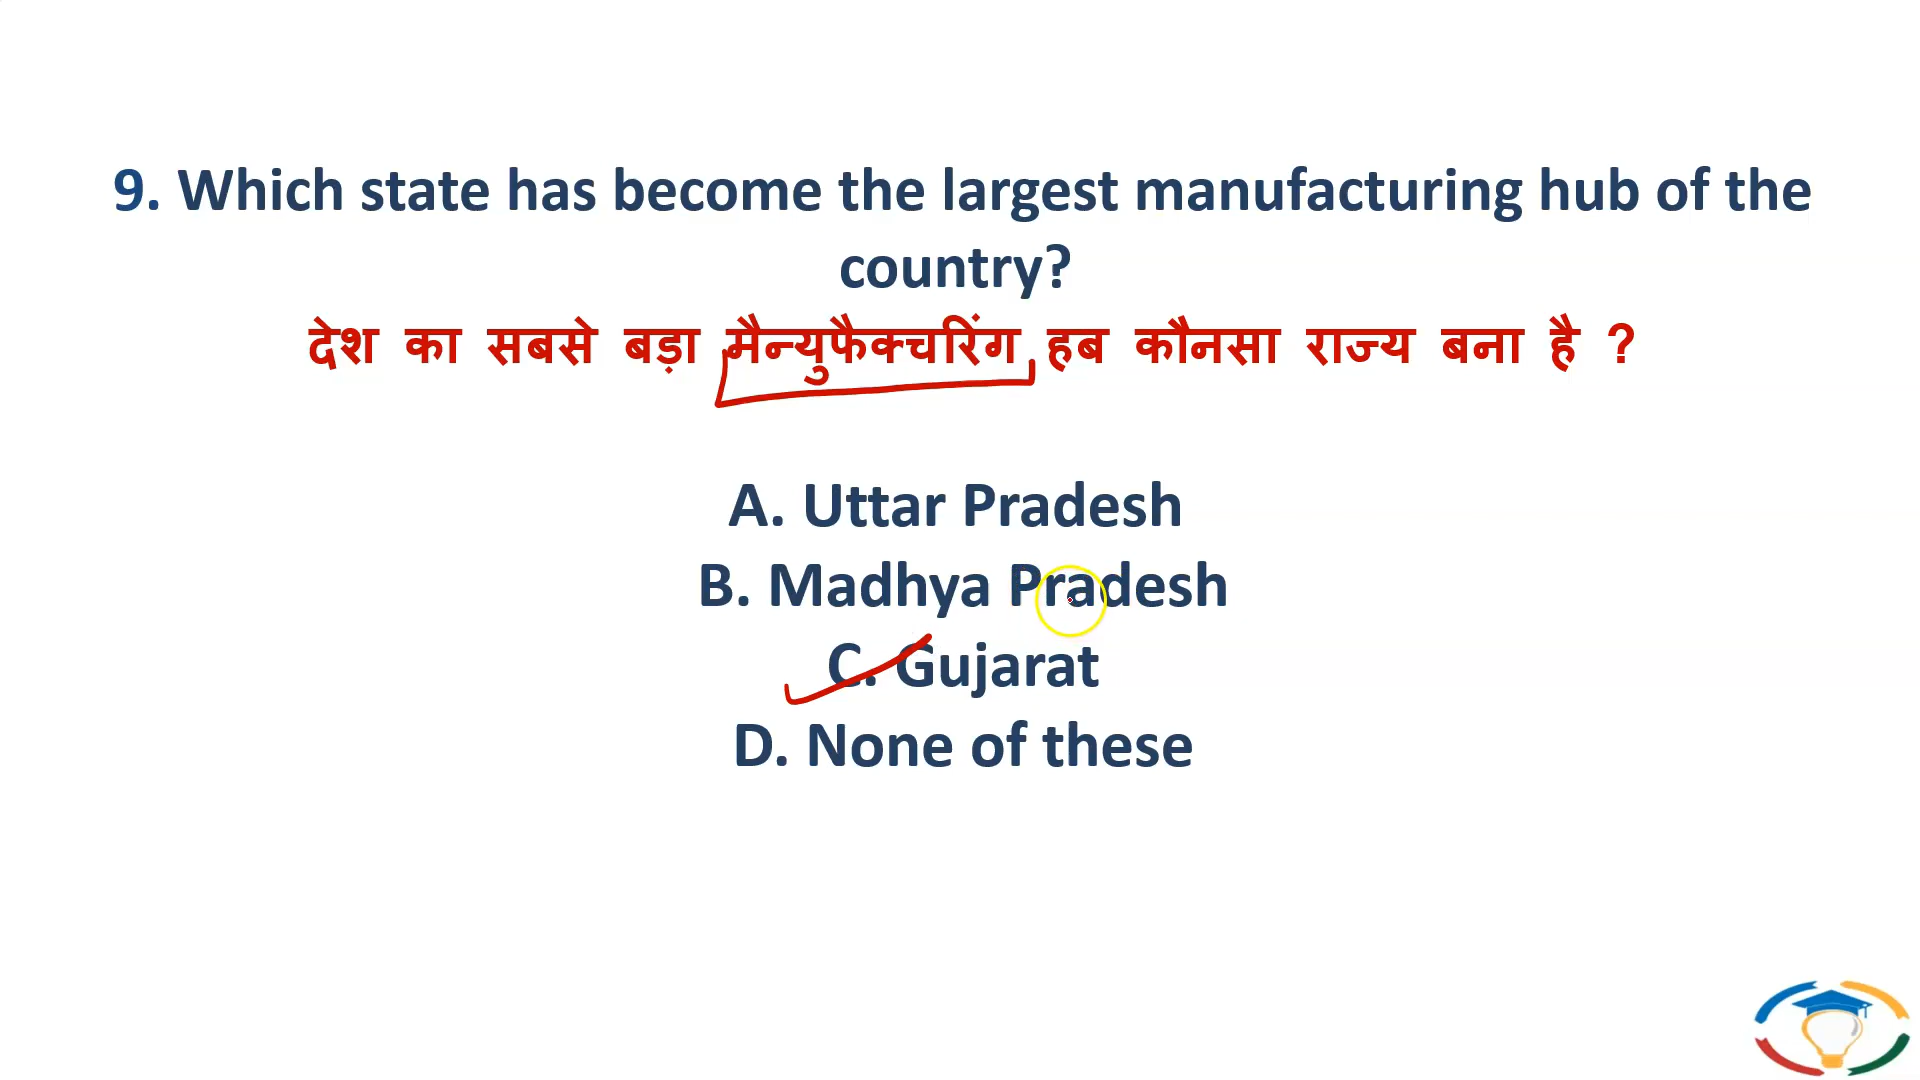 9. Which state has become the largest manufacturing hub of the
country?
देश का सबसे बड़ा मैन्युफैक्चरिंग हब कौनसा राज्य बना है ?
A. Uttar Pradesh
B. Madhya Pradesh
C. Gujarat
D. None of these